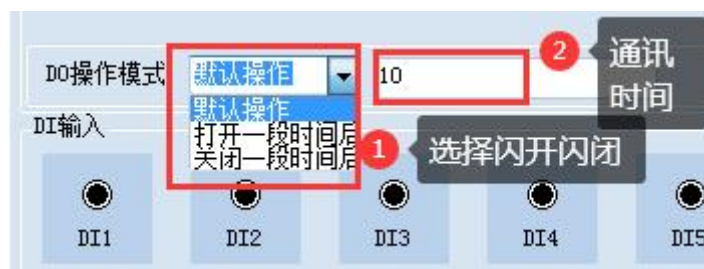 DO操作模式 默认操作 10
默认操作
打开一段时间后
关闭一段时间后
2 通讯时间
1 选择闪开闪闭
DI输入
DI1 DI2 DI3 DI4 DI5